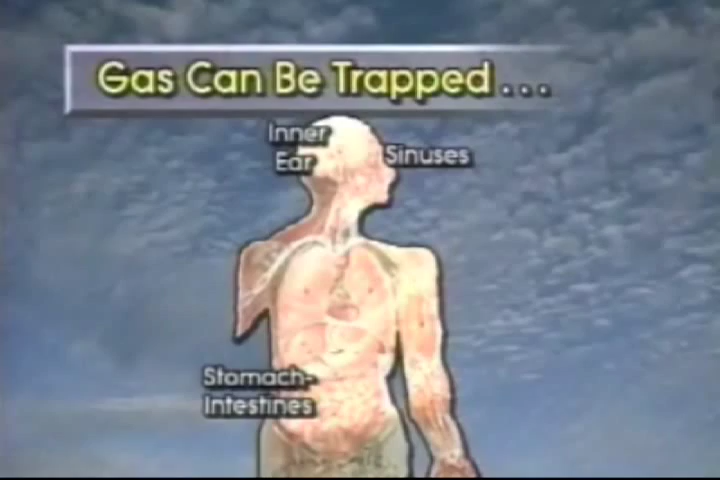 Gas Can Be Trapped...
Inner
Ear
Sinuses
Stomach-
Intestines